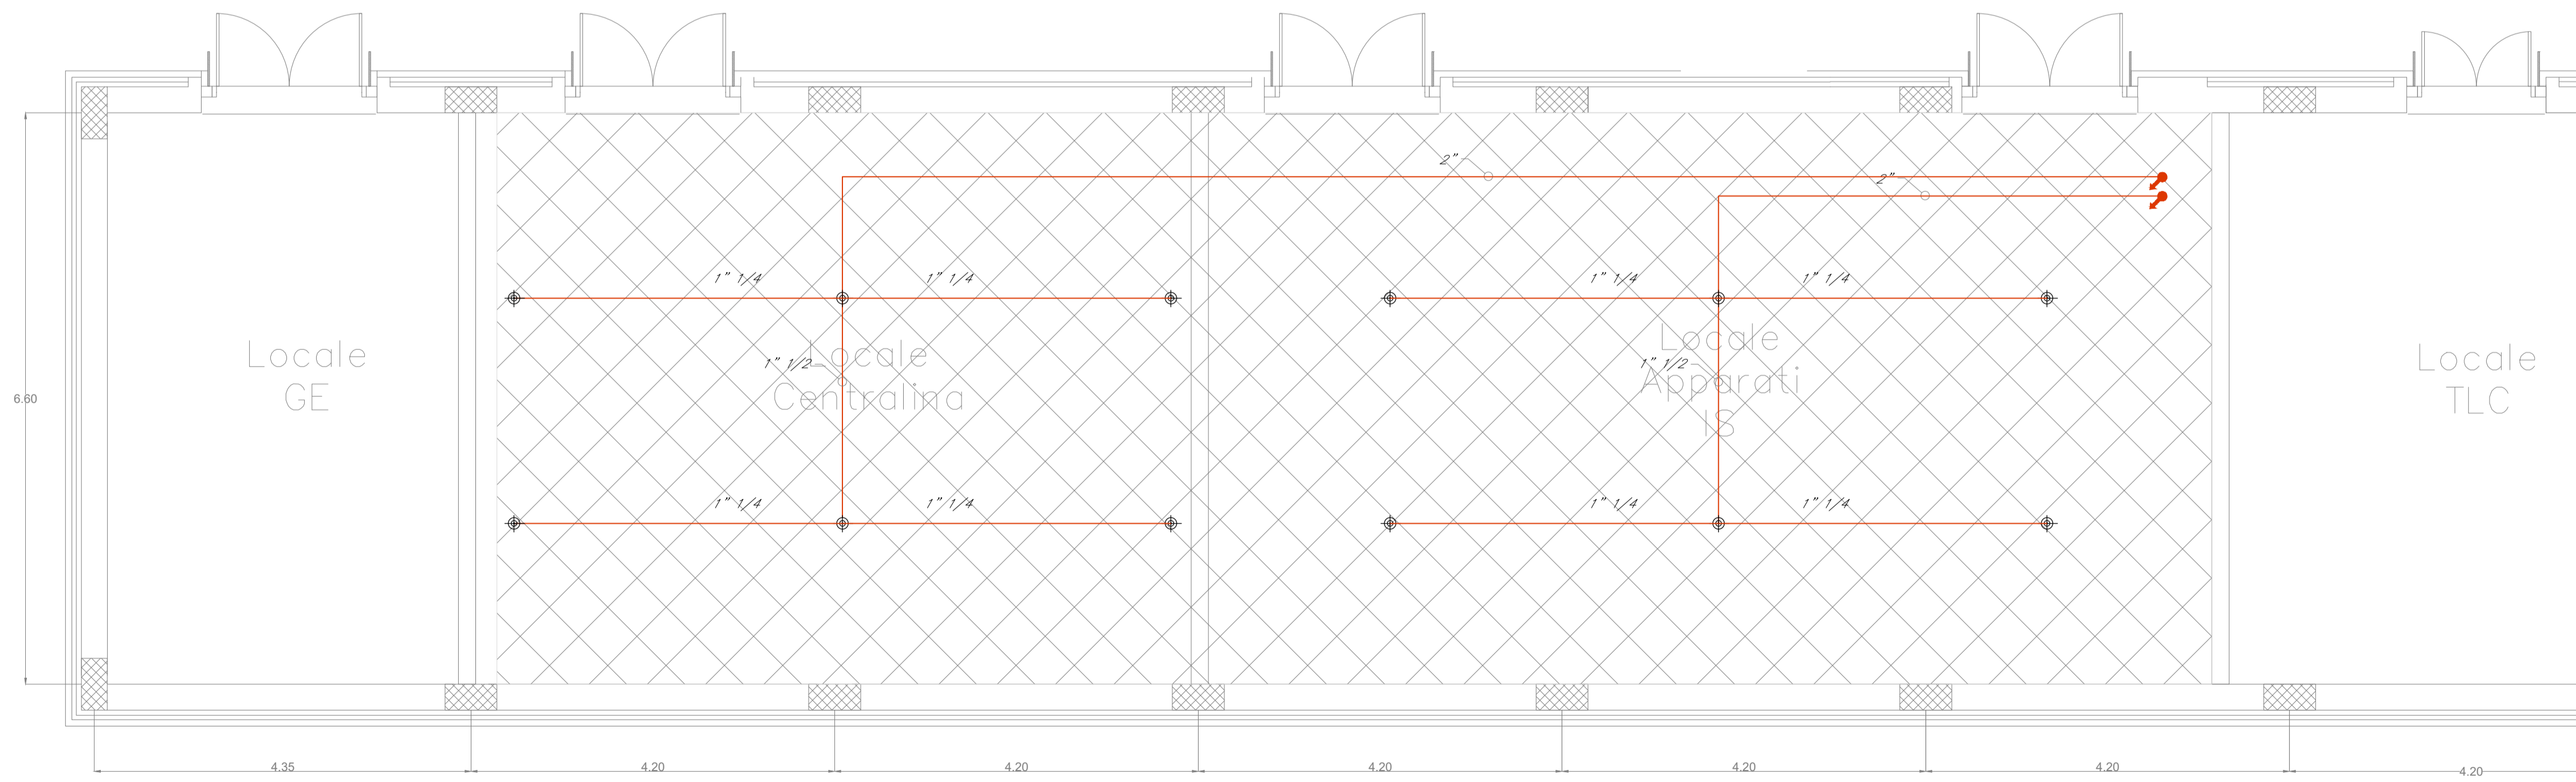 2"
2"
1" 1/4
1" 1/4
1" 1/4
1" 1/4
Locale
GE
1" 1/2
Locale
Centralina
1" 1/2
Locale
Apparati
IS
Locale
TLC
6.60
1" 1/4
1" 1/4
1" 1/4
1" 1/4
4.35
4.20
4.20
4.20
4.20
4.20
4.20